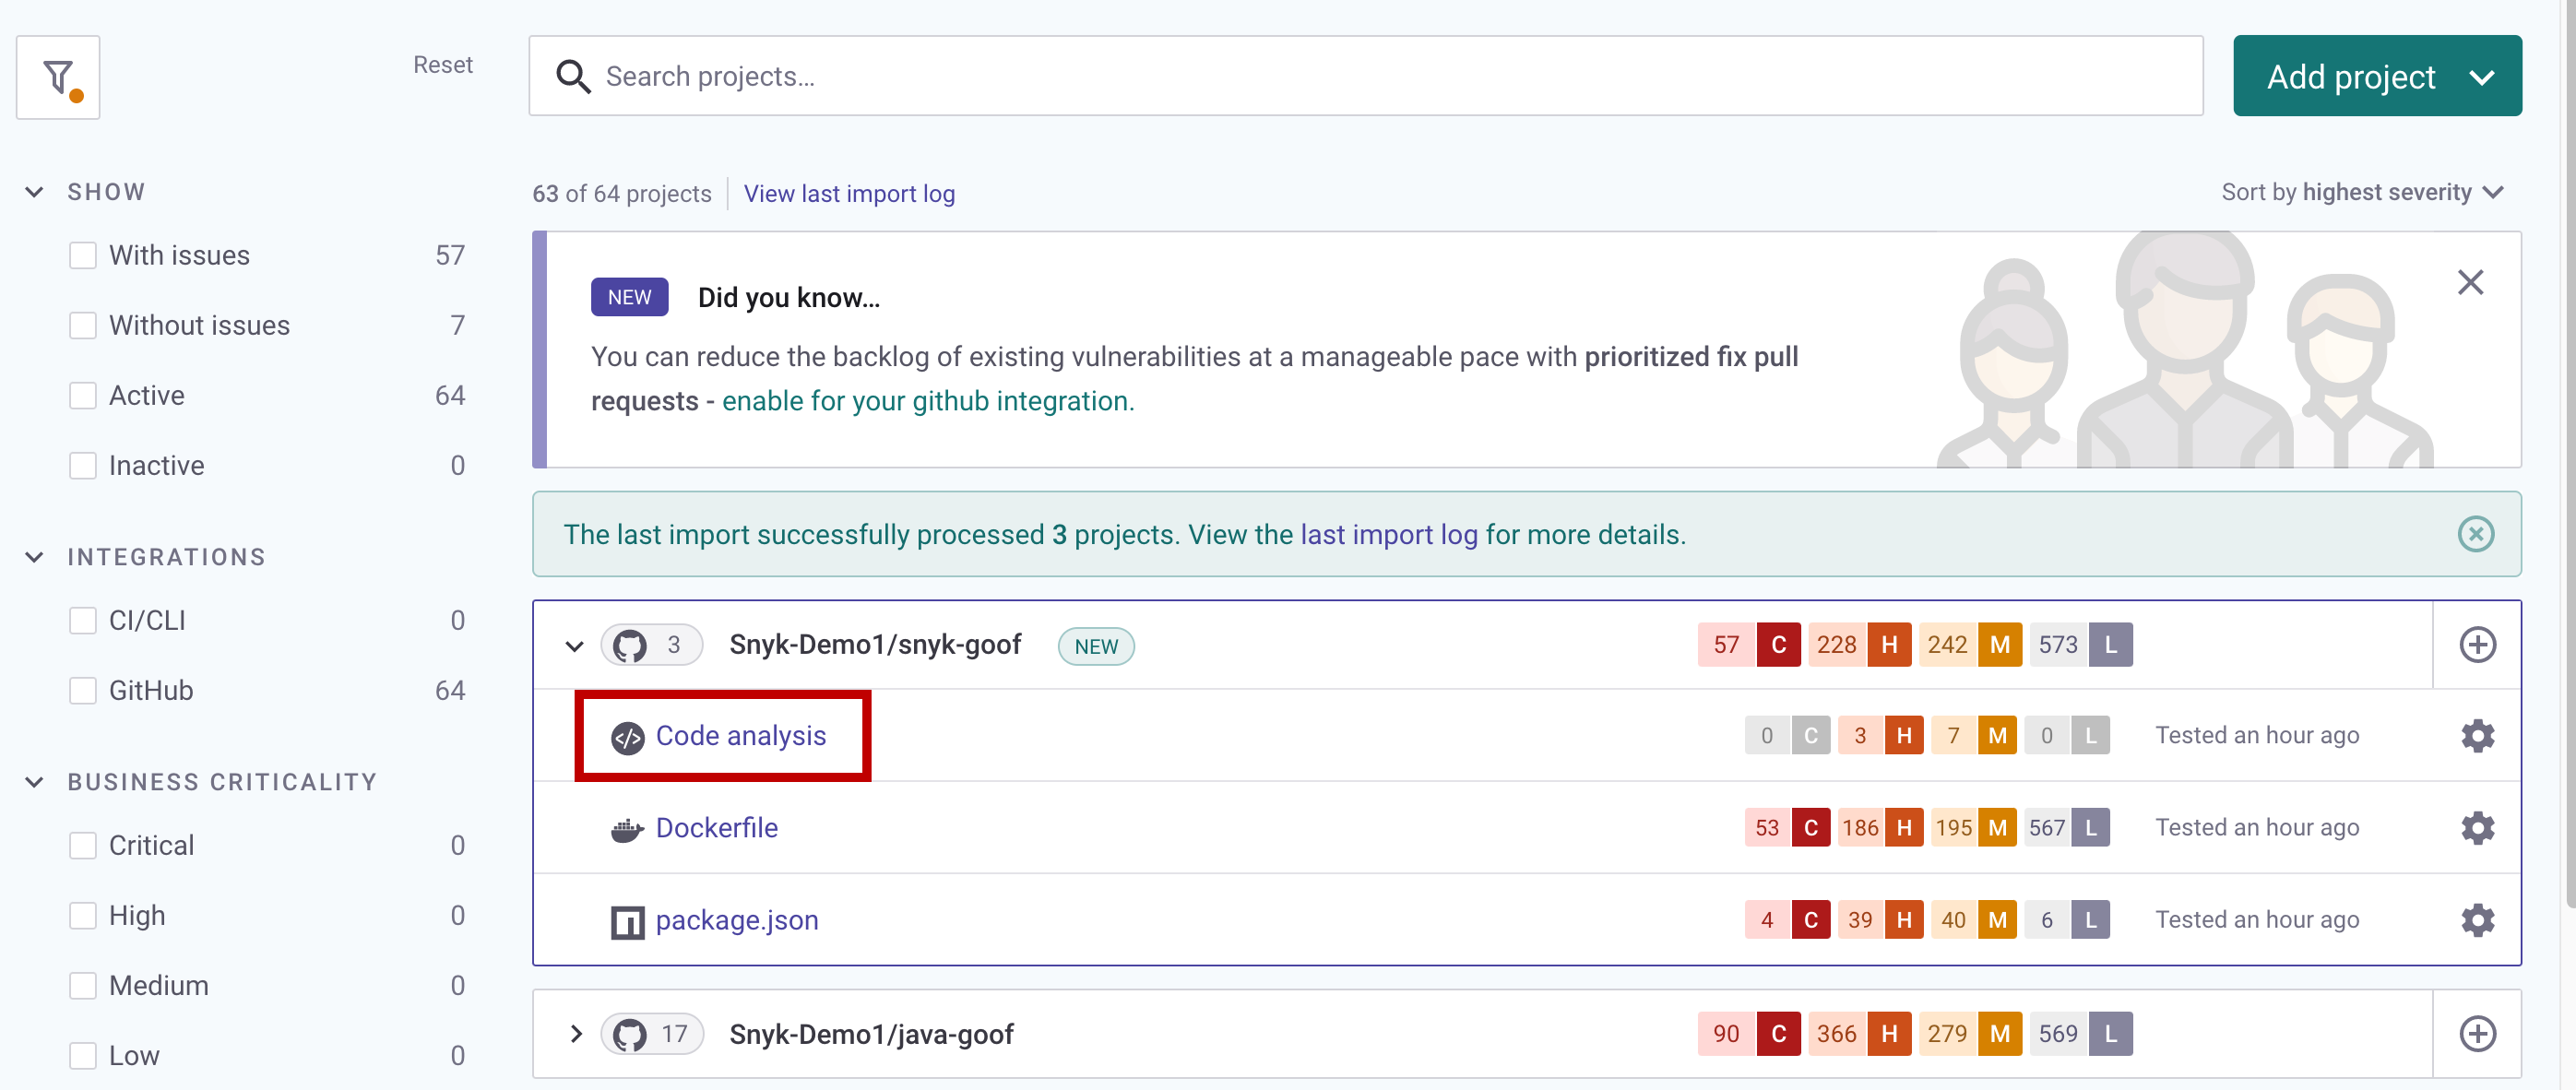 Reset
Search projects...
Add project
SHOW
63 of 64 projects
View last import log
Sort by highest severity
With issues 57
Without issues 7
Active 64
Inactive 0
NEW Did you know...
You can reduce the backlog of existing vulnerabilities at a manageable pace with prioritized fix pull
requests - enable for your github integration.
The last import successfully processed 3 projects. View the last import log for more details.
INTEGRATIONS
CI/CLI 0
GitHub 64
3 Snyk-Demo1/snyk-goof NEW 57 C 228 H 242 M 573 L
</> Code analysis 0 C 3 H 7 M 0 L Tested an hour ago
BUSINESS CRITICALITY
Critical 0
High 0
Medium 0
Low 0
Dockerfile 53 C 186 H 195 M 567 L Tested an hour ago
package.json 4 C 39 H 40 M 6 L Tested an hour ago
17 Snyk-Demo1/java-goof 90 C 366 H 279 M 569 L